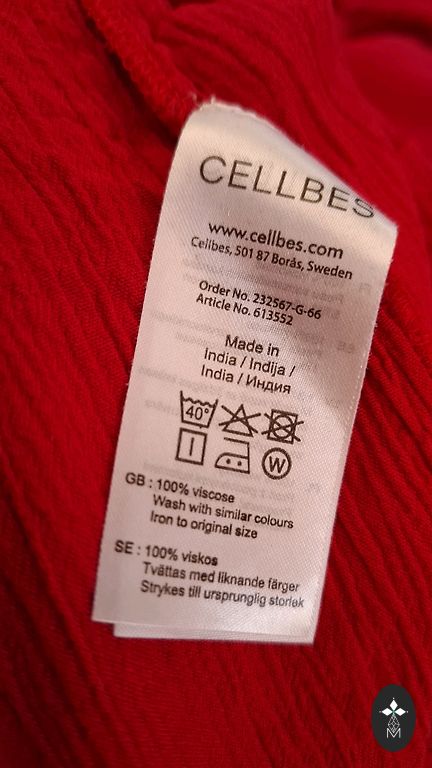 CELLBES
www.cellbes.com
Cellbes, 501 87 Borås, Sweden
Order No. 232567-G-66
Article No. 613552
Made in
India / Indija /
India / Индия
40°
W
GB : 100% viscose
Wash with similar colours
Iron to original size
SE : 100% viskos
Tvättas med liknande färger
Strykes till ursprunglig storlek
M